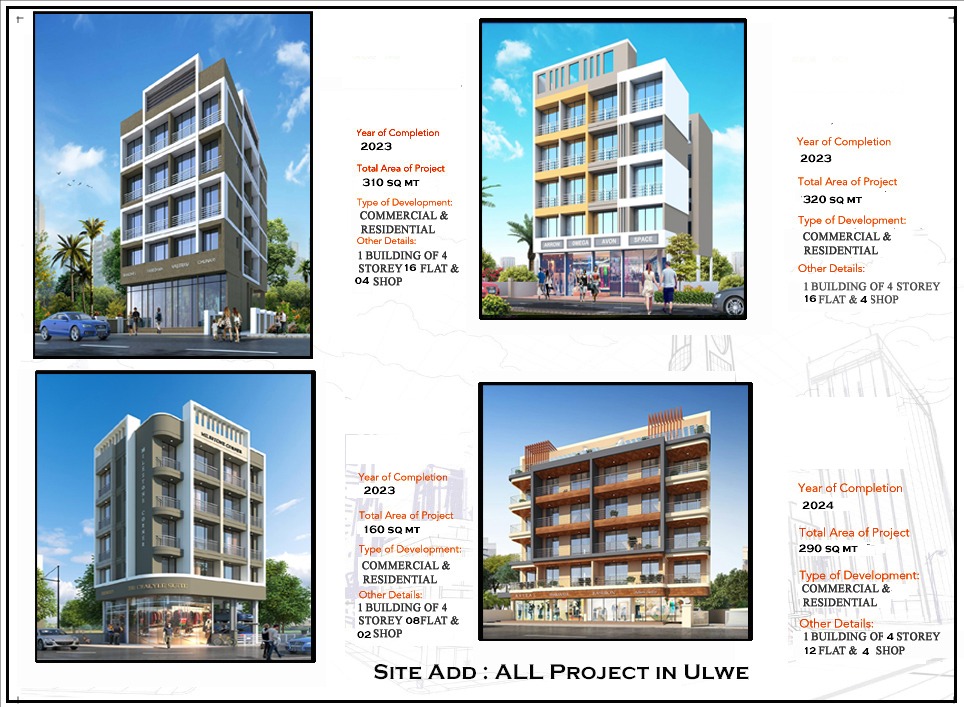 Year of Completion
2023
Total Area of Project
310 SQ MT
Type of Development:
COMMERCIAL &
RESIDENTIAL
Other Details:
1 BUILDING OF 4
STOREY 16 FLAT &
04 SHOP
ARROW OMEGA AVON SPACE
Year of Completion
2023
Total Area of Project
320 SQ MT
Type of Development:
COMMERCIAL &
RESIDENTIAL
Other Details:
1 BUILDING OF 4 STOREY
16 FLAT & 4 SHOP
MILESTONE CORNER
MILESTONE CORNER
Year of Completion
2023
Total Area of Project
160 SQ MT
Type of Development:
COMMERCIAL &
RESIDENTIAL
Other Details:
1 BUILDING OF 4
STOREY 08FLAT &
02 SHOP
Year of Completion
2024
Total Area of Project
290 SQ MT
Type of Development:
COMMERCIAL &
RESIDENTIAL
Other Details:
1 BUILDING OF 4 STOREY
12 FLAT & 4 SHOP
SITE ADD : ALL PROJECT IN ULWE